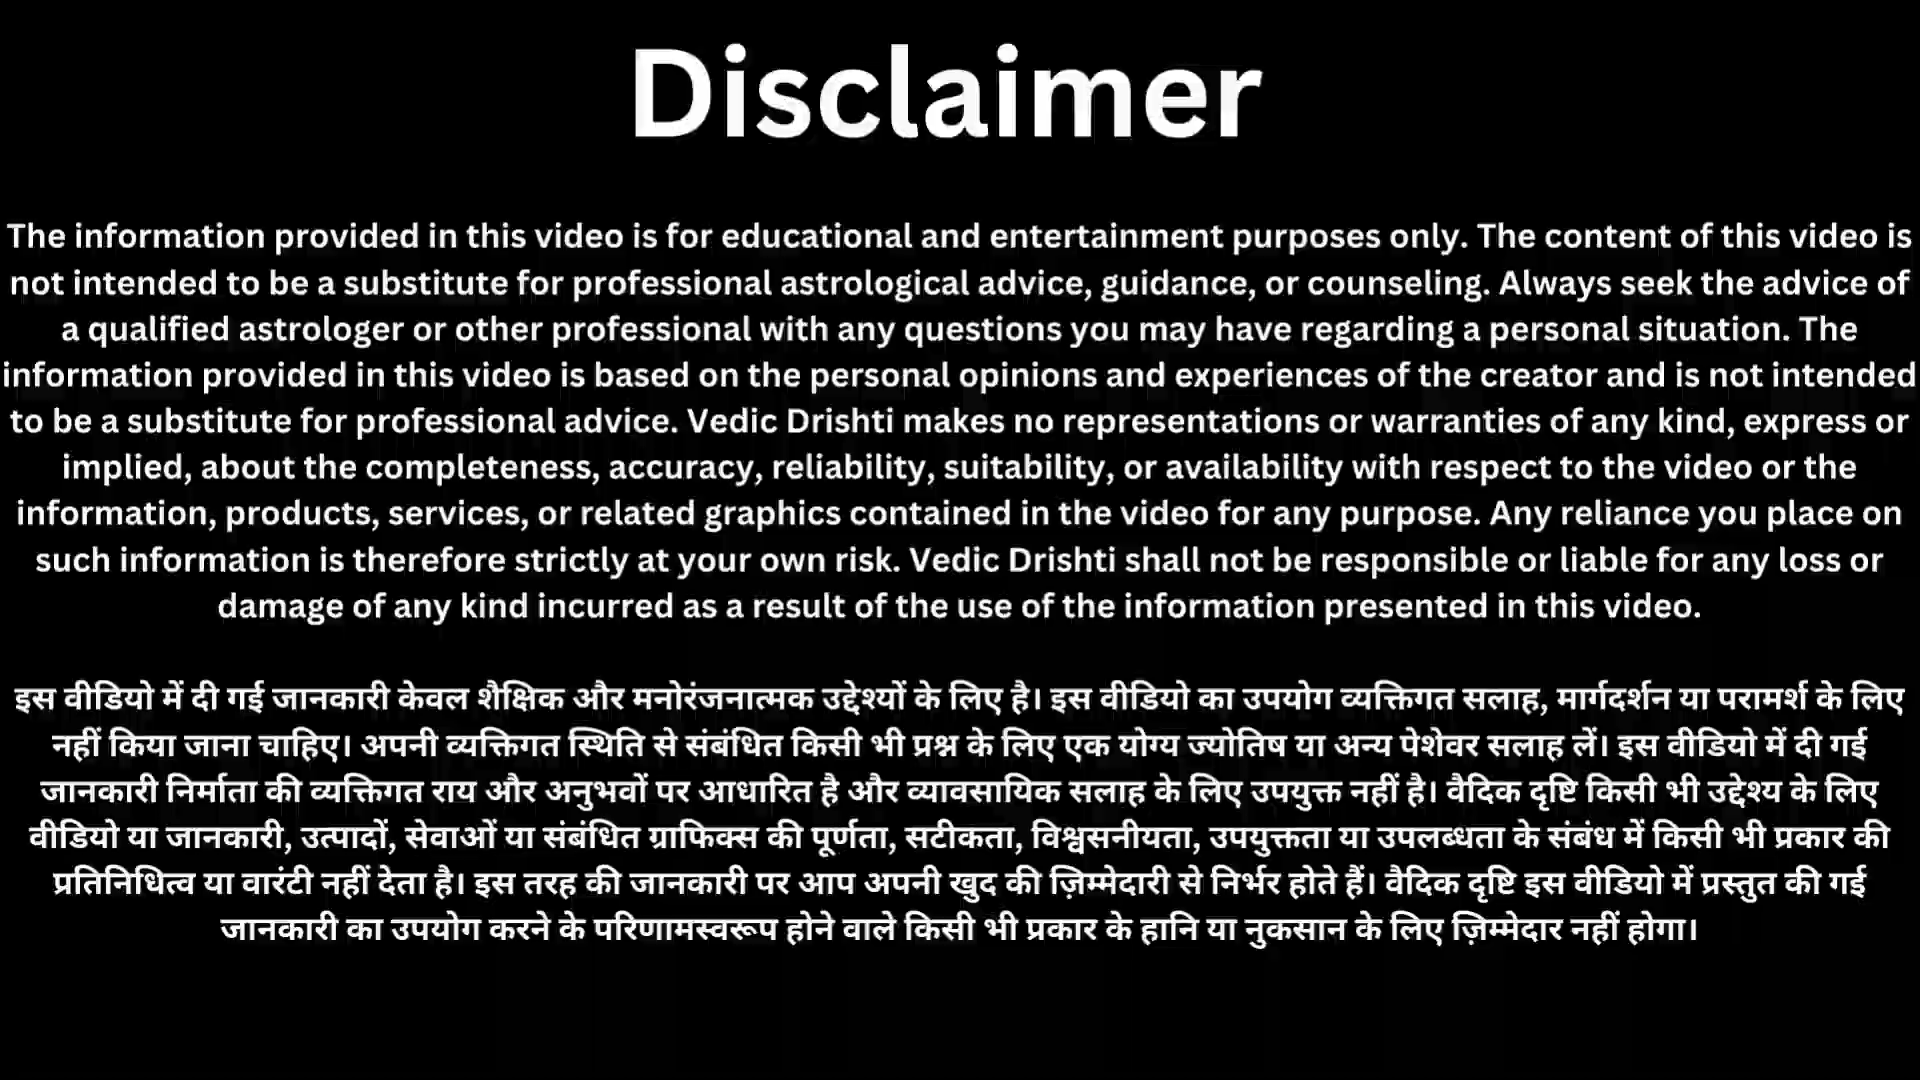 Disclaimer
The information provided in this video is for educational and entertainment purposes only. The content of this video is
not intended to be a substitute for professional astrological advice, guidance, or counseling. Always seek the advice of
a qualified astrologer or other professional with any questions you may have regarding a personal situation. The
information provided in this video is based on the personal opinions and experiences of the creator and is not intended
to be a substitute for professional advice. Vedic Drishti makes no representations or warranties of any kind, express or
implied, about the completeness, accuracy, reliability, suitability, or availability with respect to the video or the
information, products, services, or related graphics contained in the video for any purpose. Any reliance you place on
such information is therefore strictly at your own risk. Vedic Drishti shall not be responsible or liable for any loss or
damage of any kind incurred as a result of the use of the information presented in this video.
इस वीडियो में दी गई जानकारी केवल शैक्षिक और मनोरंजनात्मक उद्देश्यों के लिए है। इस वीडियो का उपयोग व्यक्तिगत सलाह, मार्गदर्शन या परामर्श के लिए
नहीं किया जाना चाहिए। अपनी व्यक्तिगत स्थिति से संबंधित किसी भी प्रश्न के लिए एक योग्य ज्योतिष या अन्य पेशेवर सलाह लें। इस वीडियो में दी गई
जानकारी निर्माता की व्यक्तिगत राय और अनुभवों पर आधारित है और व्यावसायिक सलाह के लिए उपयुक्त नहीं है। वैदिक दृष्टि किसी भी उद्देश्य के लिए
वीडियो या जानकारी, उत्पादों, सेवाओं या संबंधित ग्राफिक्स की पूर्णता, सटीकता, विश्वसनीयता, उपयुक्तता या उपलब्धता के संबंध में किसी भी प्रकार की
प्रतिनिधित्व या वारंटी नहीं देता है। इस तरह की जानकारी पर आप अपनी खुद की ज़िम्मेदारी से निर्भर होते हैं। वैदिक दृष्टि इस वीडियो में प्रस्तुत की गई
जानकारी का उपयोग करने के परिणामस्वरूप होने वाले किसी भी प्रकार के हानि या नुकसान के लिए ज़िम्मेदार नहीं होगा।